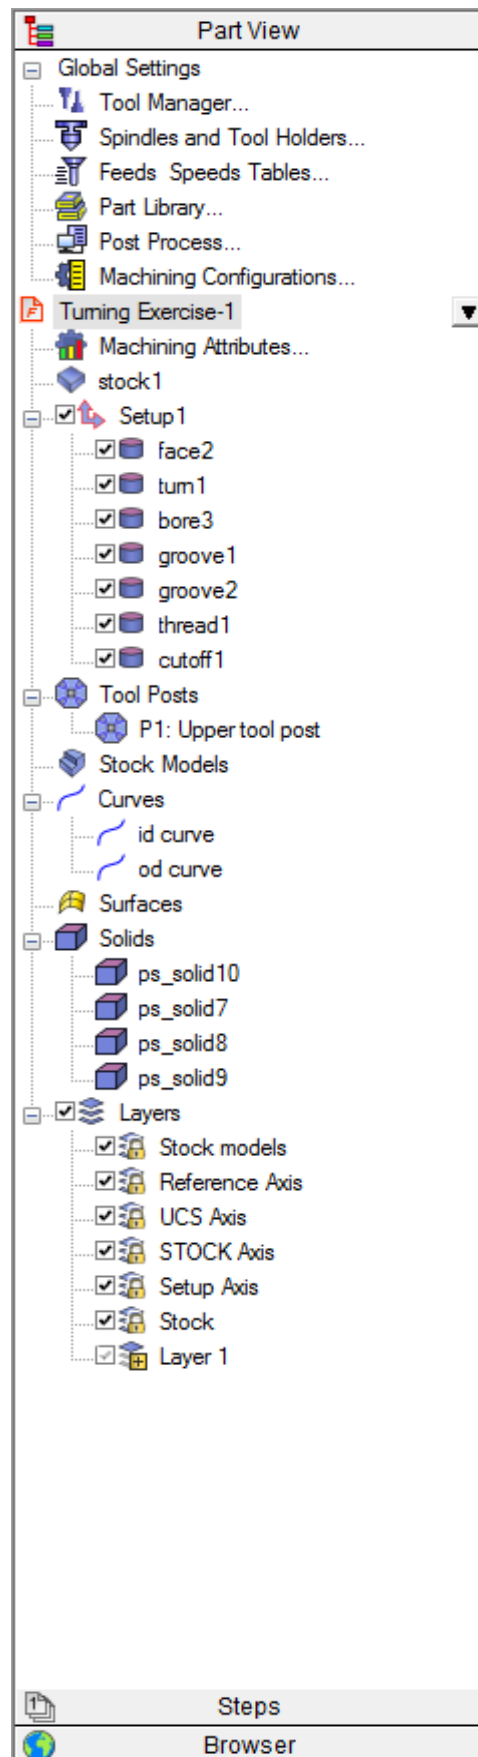 Part View
Global Settings
Tool Manager...
Spindles and Tool Holders...
Feeds Speeds Tables...
Part Library...
Post Process...
Machining Configurations...
Turning Exercise-1
Machining Attributes...
stock1
Setup1
face2
turn1
bore3
groove1
groove2
thread1
cutoff1
Tool Posts
P1: Upper tool post
Stock Models
Curves
id curve
od curve
Surfaces
Solids
ps_solid10
ps_solid7
ps_solid8
ps_solid9
Layers
Stock models
Reference Axis
UCS Axis
STOCK Axis
Setup Axis
Stock
Layer 1
Steps
Browser